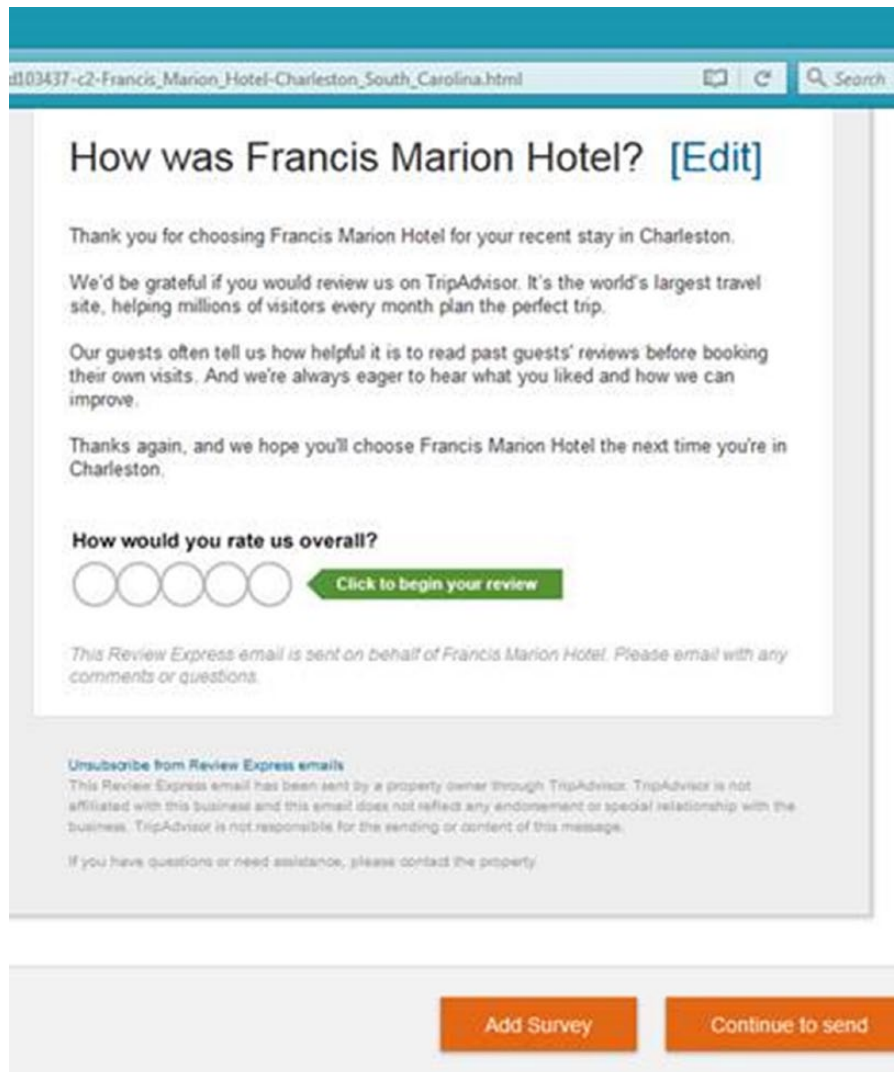 d103437-c2-Francis_Marion_Hotel-Charleston_South_Carolina.html
Search
How was Francis Marion Hotel? [Edit]
Thank you for choosing Francis Marion Hotel for your recent stay in Charleston.
We'd be grateful if you would review us on TripAdvisor. It's the world's largest travel
site, helping millions of visitors every month plan the perfect trip.
Our guests often tell us how helpful it is to read past guests' reviews before booking
their own visits. And we're always eager to hear what you liked and how we can
improve.
Thanks again, and we hope you'll choose Francis Marion Hotel the next time you're in
Charleston.
How would you rate us overall?
Click to begin your review
This Review Express email is sent on behalf of Francis Marion Hotel. Please email with any
comments or questions.
Unsubscribe from Review Express emails
This Review Express email has been sent by a property owner through TripAdvisor. TripAdvisor is not
affiliated with this business and this email does not reflect any endorsement or special relationship with the
business. TripAdvisor is not responsible for the sending or content of this message.
If you have questions or need assistance, please contact the property
Add Survey
Continue to send